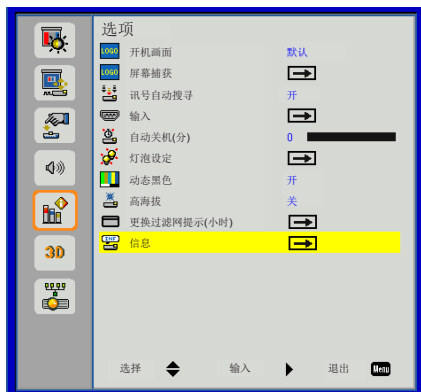 选项
LOGO 开机画面 默认
LOGO 屏幕捕获
讯号自动搜寻 开
输入
自动关机(分) 0
灯泡设定
动态黑色 开
高海拔 关
更换过滤网提示(小时)
信息
3D
选择 输入 退出 Menu